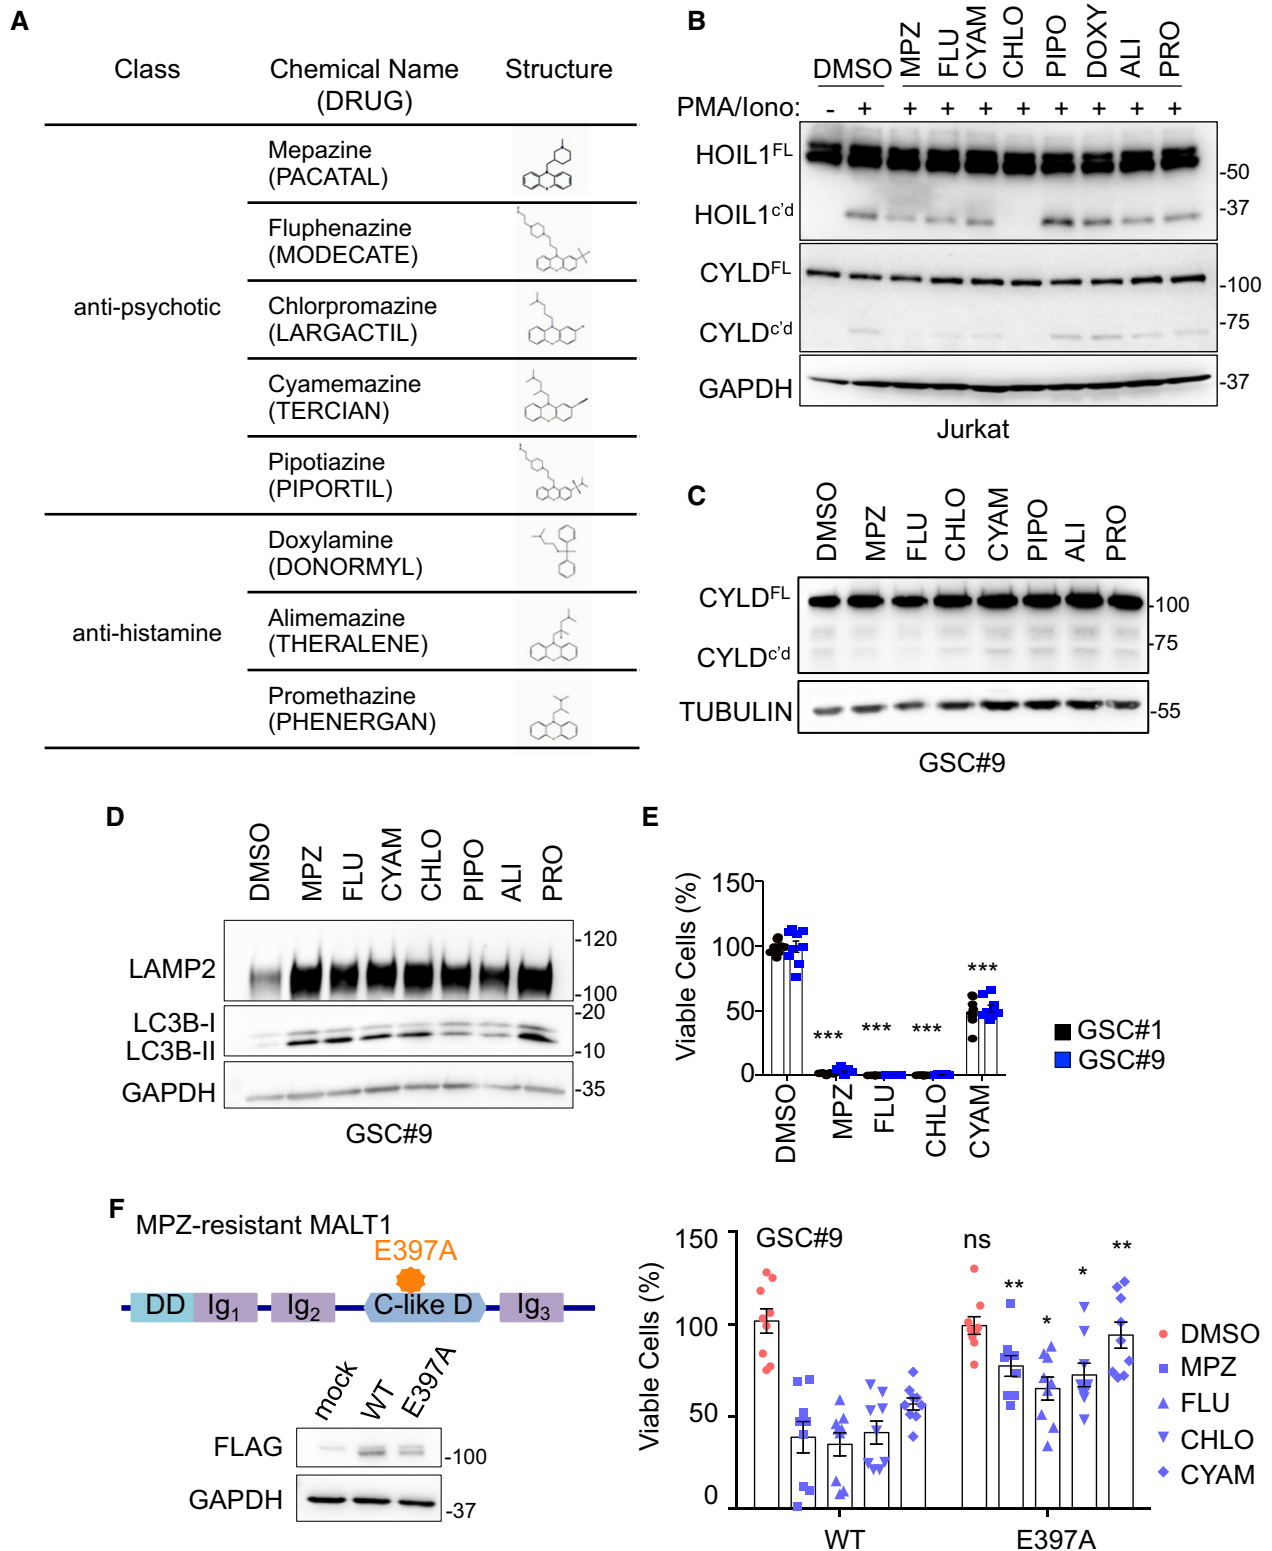 A
Class
Chemical Name
(DRUG)
Structure
anti-psychotic
Mepazine
(PACATAL)
Fluphenazine
(MODECATE)
Chlorpromazine
(LARGACTIL)
Cyamemazine
(TERCIAN)
Pipotiazine
(PIPORTIL)
anti-histamine
Doxylamine
(DONORMYL)
Alimemazine
(THERALENE)
Promethazine
(PHENERGAN)
B
DMSO MPZ FLU CYAM CHLO PIPO DOXY ALI PRO
PMA/Iono: - + + + + + + + + +
HOIL1FL
-50
HOIL1c'd
-37
CYLDFL
-100
CYLDc'd
-75
GAPDH
-37
Jurkat
C
DMSO MPZ FLU CHLO CYAM PIPO ALI PRO
CYLDFL
-100
CYLDc'd
-75
TUBULIN
-55
GSC#9
D
DMSO MPZ FLU CYAM CHLO PIPO ALI PRO
LAMP2
-120
-100
LC3B-I
-20
LC3B-II
-10
GAPDH
-35
GSC#9
E
Viable Cells (%)
150
100
50
0
*** *** *** ***
DMSO MPZ FLU CHLO CYAM
GSC#1
GSC#9
F
MPZ-resistant MALT1
E397A
DD Ig1 Ig2 C-like D Ig3
mock WT E397A
FLAG
-100
GAPDH
-37
Viable Cells (%)
150
100
50
0
GSC#9
ns ** * * **
WT E397A
DMSO
MPZ
FLU
CHLO
CYAM